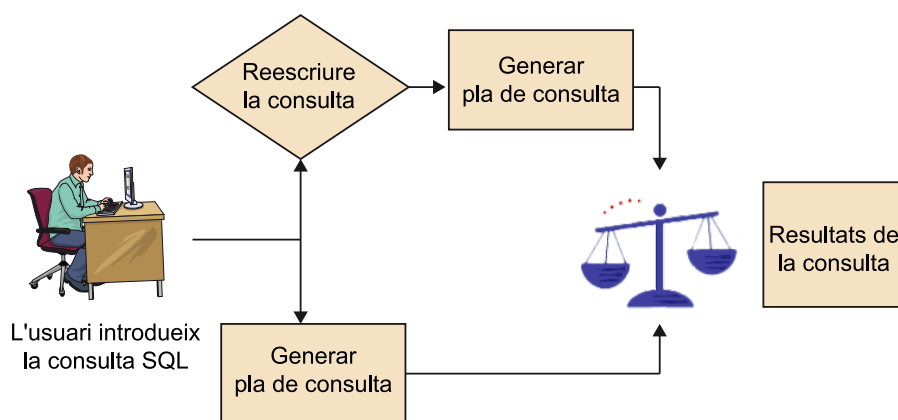 Reescriure
la consulta
Generar
pla de consulta
L'usuari introdueix
la consulta SQL
Generar
pla de consulta
Resultats de
la consulta